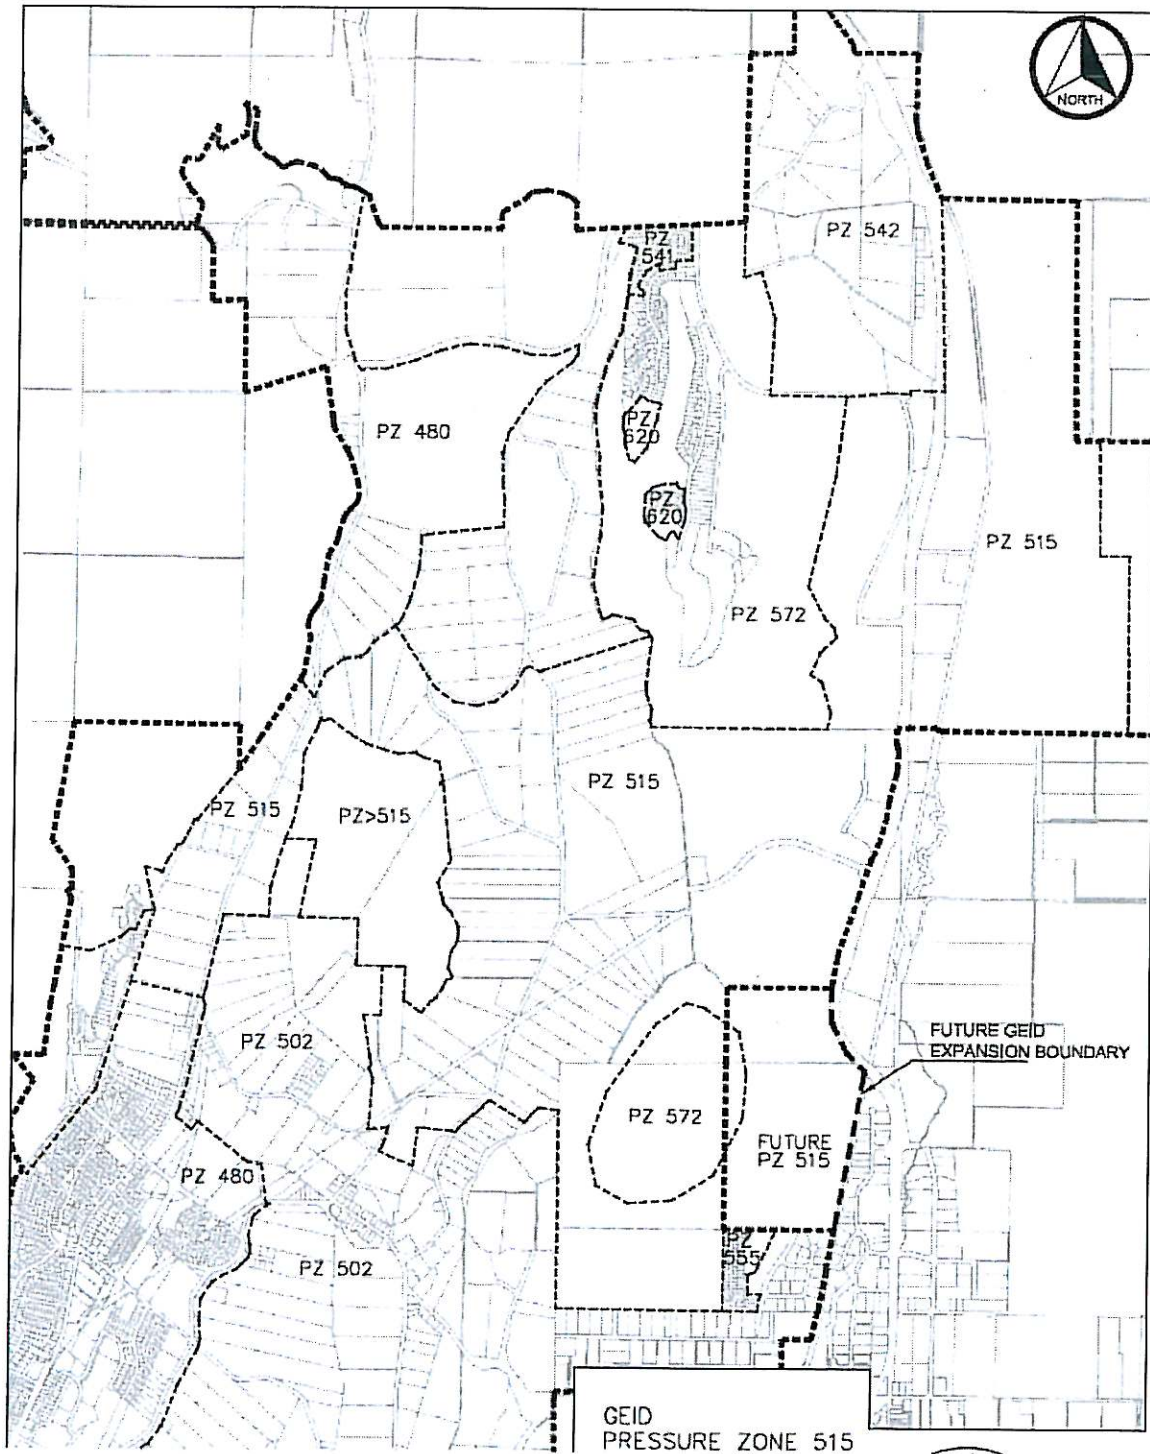 NORTH
PZ 542
PZ
541
PZ 480
PZ
620
PZ
620
PZ 515
PZ 572
PZ 515
PZ 515
PZ>515
PZ 502
FUTURE GEID
EXPANSION BOUNDARY
PZ 572
FUTURE
PZ 515
PZ 480
PZ
555
PZ 502
GEID
PRESSURE ZONE 515